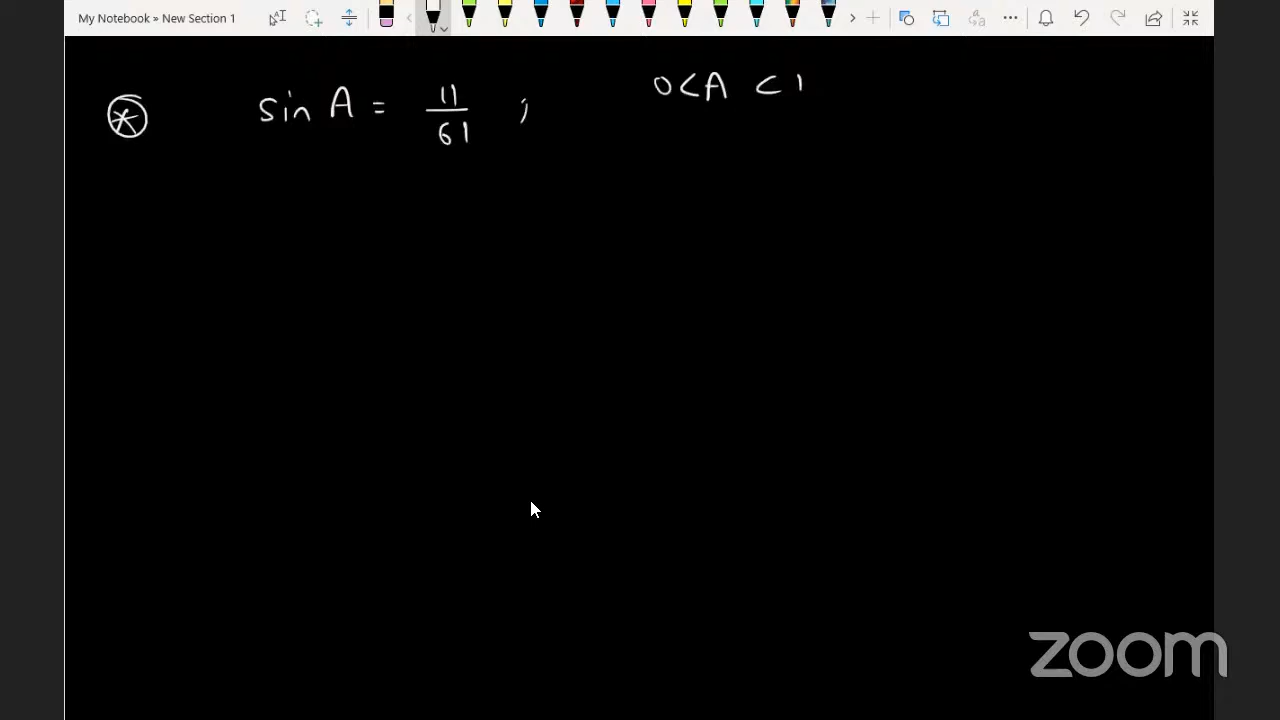 My Notebook » New Section 1
⊛ sin A = 11/61 ; 0 < A < 1
zoom